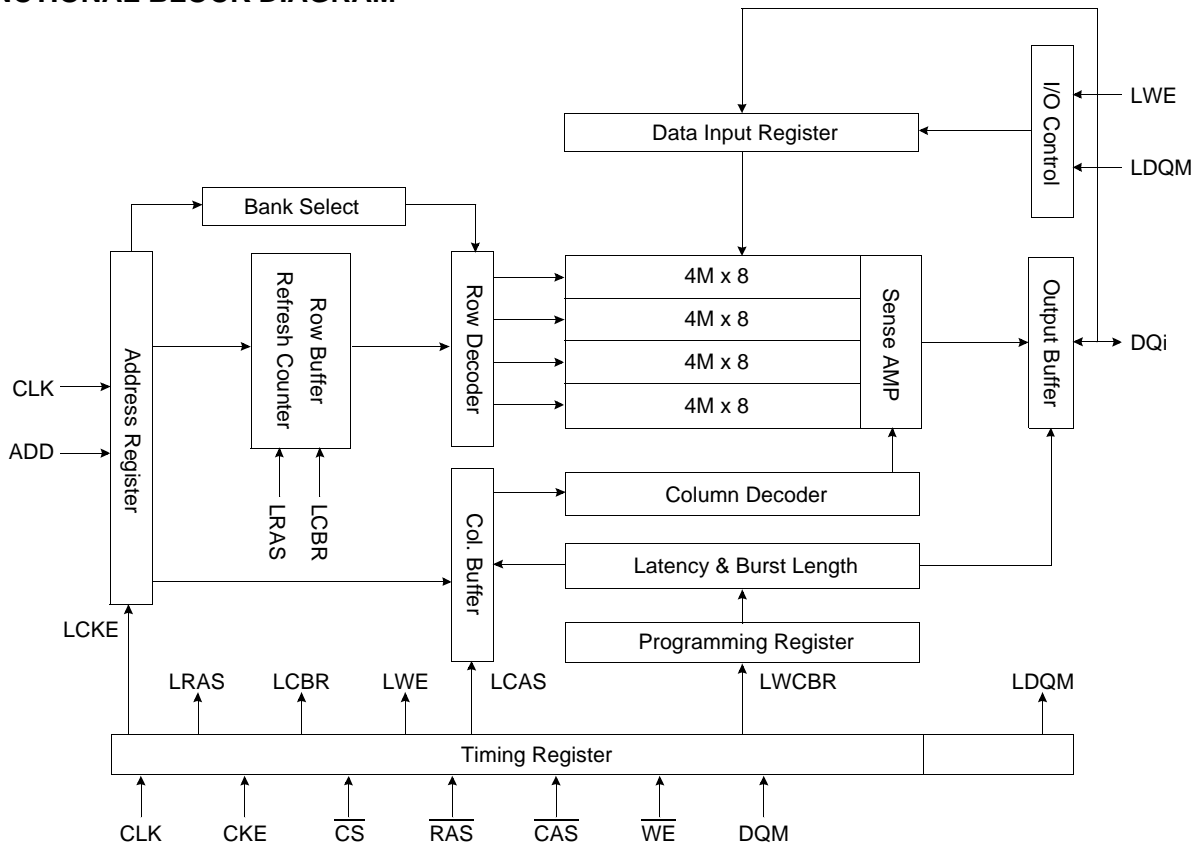 LWE
I/O Control
Data Input Register
LDQM
Bank Select
4M x 8
4M x 8
4M x 8
4M x 8
Sense AMP
Output Buffer
DQi
Row Decoder
Row Buffer
Refresh Counter
Address Register
CLK
ADD
LRAS
LCBR
Col. Buffer
Column Decoder
Latency & Burst Length
Programming Register
LCKE
LRAS
LCBR
LWE
LCAS
LWCBR
LDQM
Timing Register
CLK
CKE
CS
RAS
CAS
WE
DQM